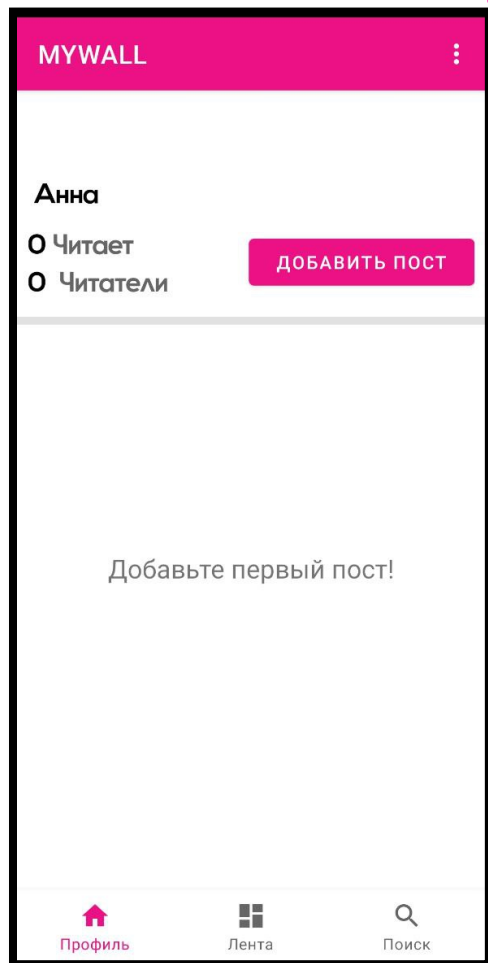 MYWALL
Анна
0 Читает
0 Читатели
ДОБАВИТЬ ПОСТ
Добавьте первый пост!
Профиль
Лента
Поиск